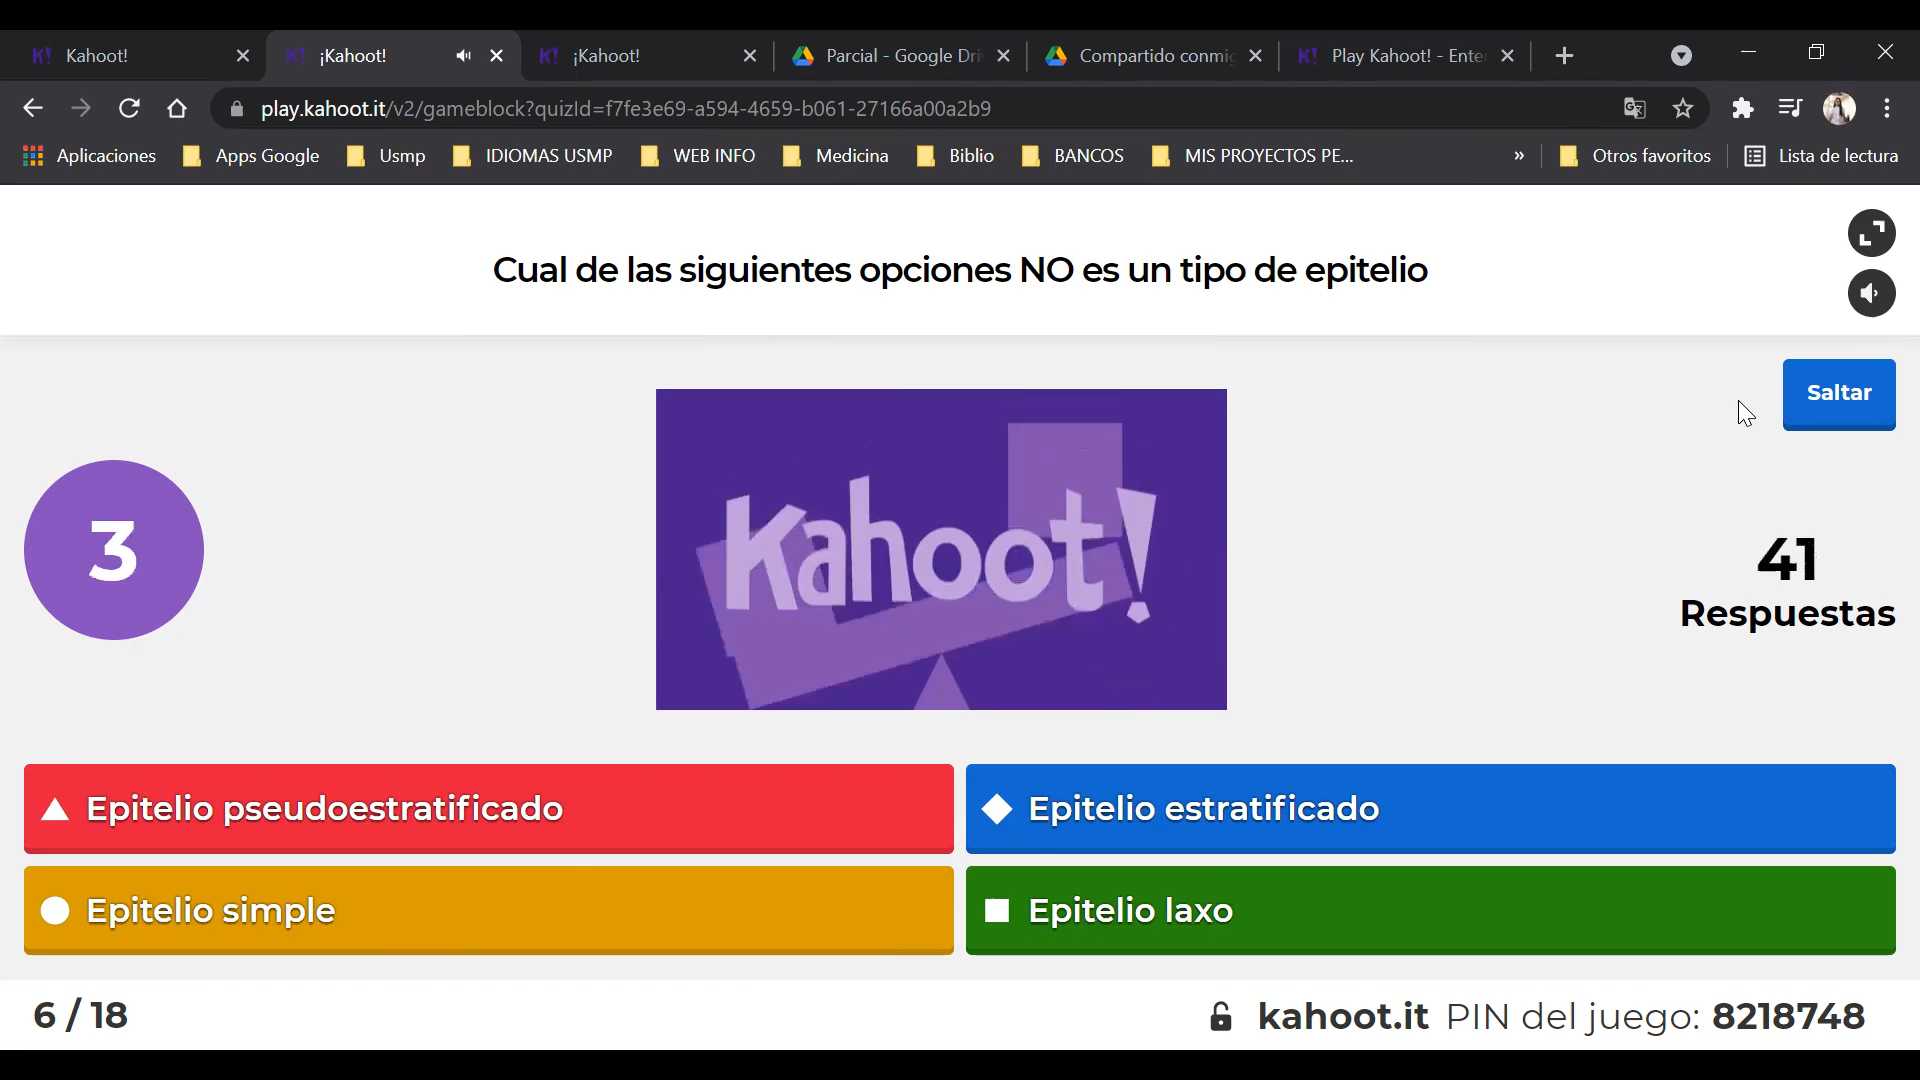 Kahoot!
¡Kahoot!
¡Kahoot!
Parcial - Google Dri
Compartido conmi
Play Kahoot! - Ente
play.kahoot.it/v2/gameblock?quizId=f7fe3e69-a594-4659-b061-27166a00a2b9
Aplicaciones
Apps Google
Usmp
IDIOMAS USMP
WEB INFO
Medicina
Biblio
BANCOS
MIS PROYECTOS PE...
»
Otros favoritos
Lista de lectura
Cual de las siguientes opciones NO es un tipo de epitelio
Saltar
3
Kahoot!
41
Respuestas
Epitelio pseudoestratificado
Epitelio estratificado
Epitelio simple
Epitelio laxo
6 / 18
kahoot.it PIN del juego: 8218748